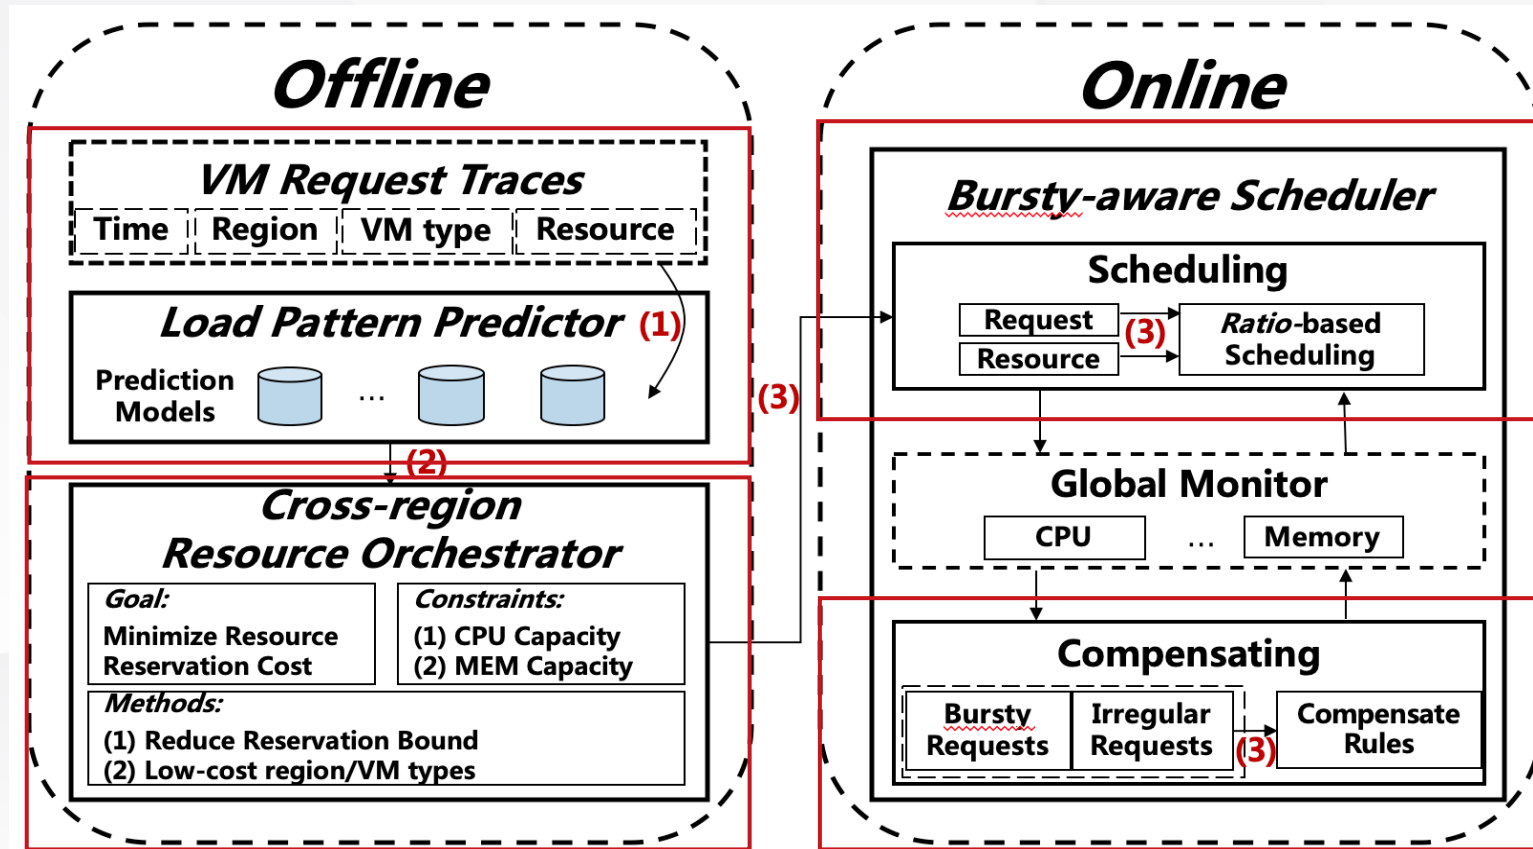 Offline
VM Request Traces
Time Region VM type Resource
Load Pattern Predictor (1)
Prediction
Models
...
(2)
Cross-region
Resource Orchestrator
Goal:
Minimize Resource
Reservation Cost
Constraints:
(1) CPU Capacity
(2) MEM Capacity
Methods:
(1) Reduce Reservation Bound
(2) Low-cost region/VM types
(3)
Online
Bursty-aware Scheduler
Scheduling
Request
Resource
(3)
Ratio-based
Scheduling
Global Monitor
CPU ... Memory
Compensating
Bursty
Requests
Irregular
Requests
(3)
Compensate
Rules